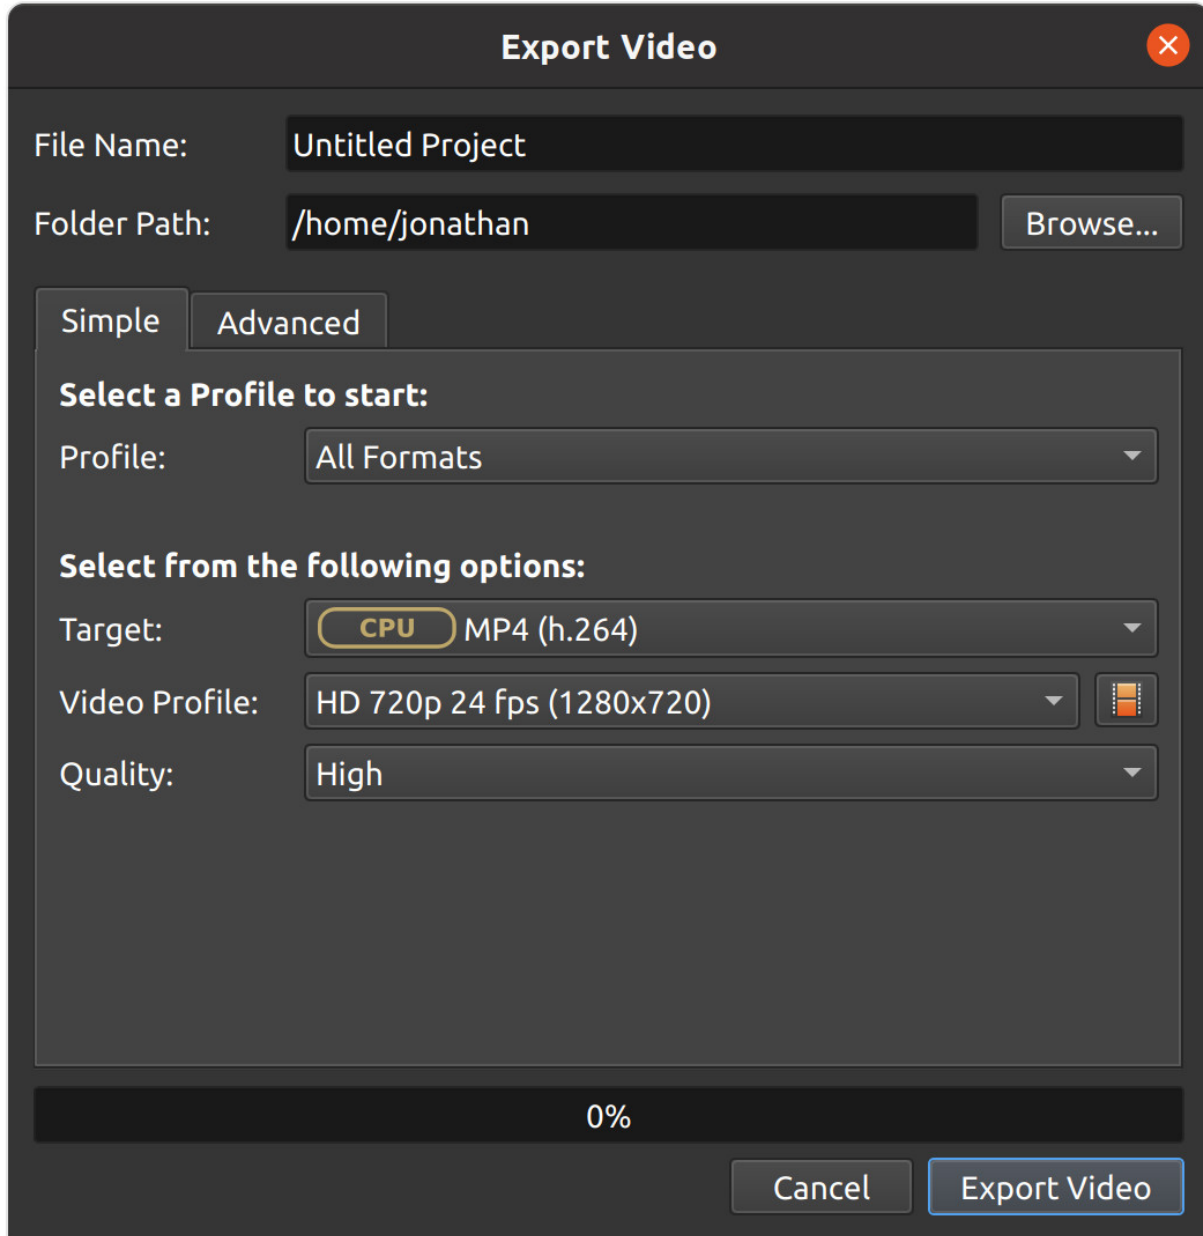 Export Video
File Name: Untitled Project
Folder Path: /home/jonathan Browse...
Simple Advanced
Select a Profile to start:
Profile: All Formats
Select from the following options:
Target: CPU MP4 (h.264)
Video Profile: HD 720p 24 fps (1280x720)
Quality: High
0%
Cancel Export Video